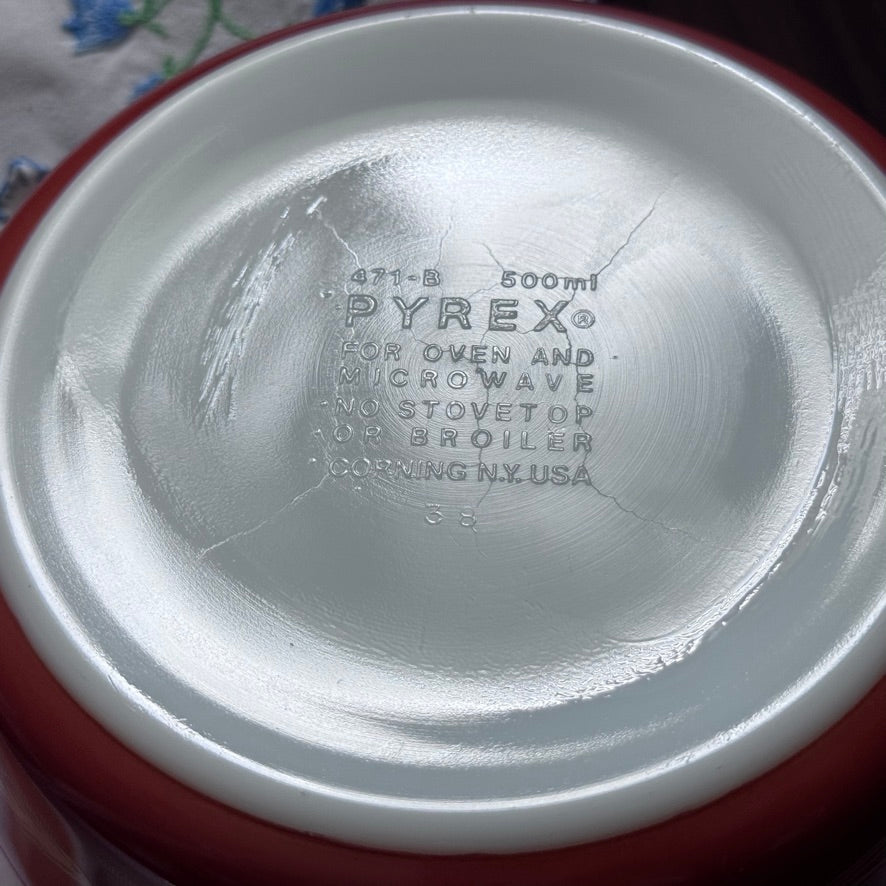 471-B 500ml
PYREX®
FOR OVEN AND
MICROWAVE
NO STOVETOP
OR BROILER
CORNING N.Y. USA
38